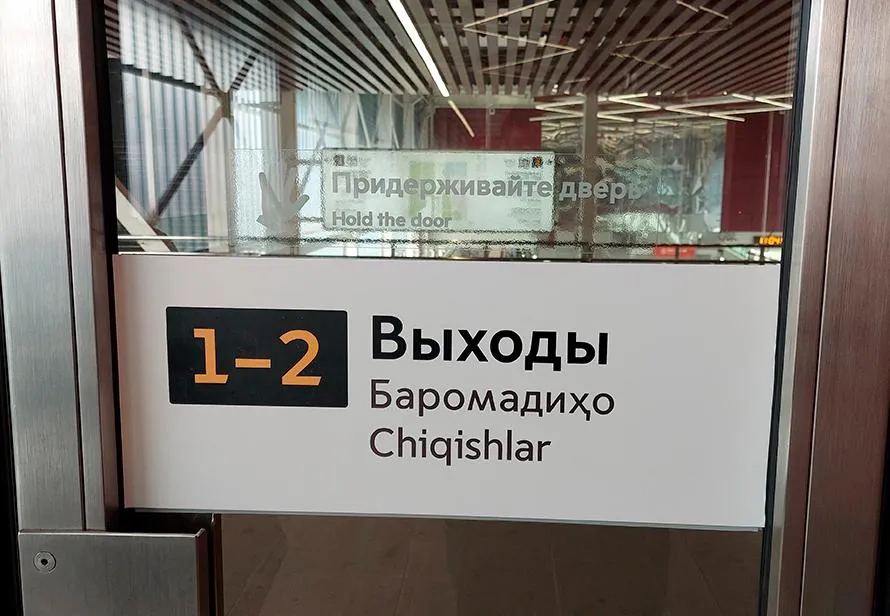 Придерживайте дверь
Hold the door
1–2
Выходы
Баромадиҳо
Chiqishlar